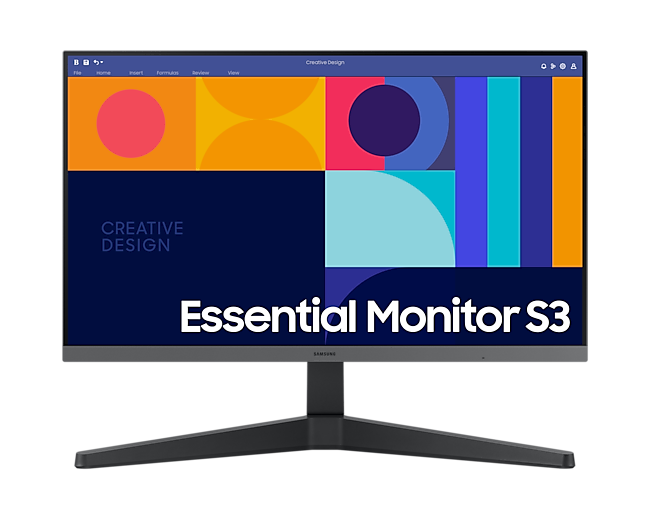 Creative Design
File Home Insert Formulas Review View
CREATIVE
DESIGN
Essential Monitor S3
SAMSUNG